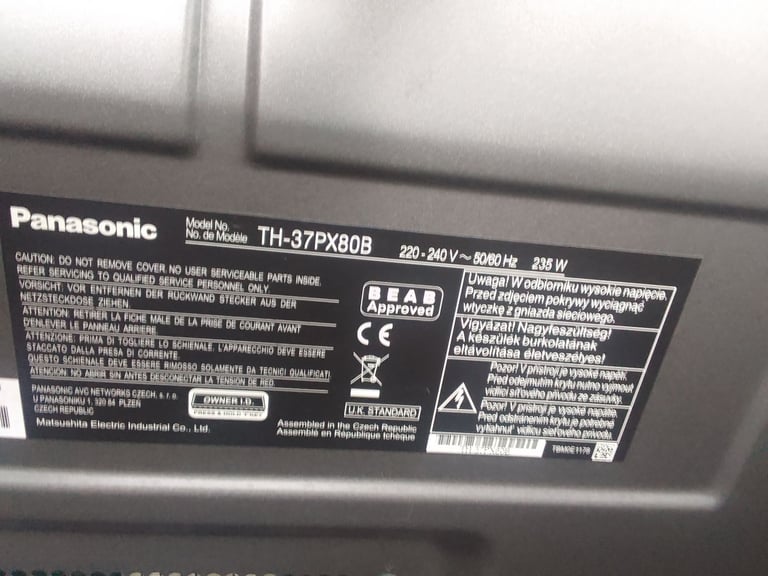 Panasonic
Model No.
No. de Modèle
TH-37PX80B
220-240 V ~ 50/60 Hz 235 W
CAUTION: DO NOT REMOVE COVER. NO USER SERVICEABLE PARTS INSIDE.
REFER SERVICING TO QUALIFIED SERVICE PERSONNEL ONLY.
VORSICHT: VOR ENTFERNEN DER RÜCKWAND STECKER AUS DER
NETZSTECKDOSE ZIEHEN.
ATTENTION: RETIRER LA FICHE MALE DE LA PRISE DE COURANT AVANT
D'ENLEVER LE PANNEAU ARRIERE.
ATTENZIONE: PRIMA DI TOGLIERE LO SCHIENALE. L'APPARECCHIO DEVE ESSERE
STACCATO DALLA PRESA DI CORRENTE.
QUESTO SCHIENALE DEVE ESSERE RIMOSSO SOLAMENTE DA TECNICI QUALIFICATI.
ATENCION: NO ABRIR SIN ANTES DESCONECTAR LA TENSION DE RED.
PANASONIC AVC NETWORKS CZECH, s. r. o.
U PANASONIKU 1, 320 84 PLZEN
CZECH REPUBLIC
Matsushita Electric Industrial Co., Ltd.
OWNER I.D.
BEAB
Approved
CE
U.K. STANDARD
Assembled in the Czech Republic
Assemblé en République tchèque
Uwaga! W odbiorniku wysokie napięcie.
Przed zdjęciem pokrywy wyciągnąć
wtyczkę z gniazda sieciowego.
Vigyázat! Nagyfeszültség!
A készülék burkolatának
eltávolítása életveszélyes!
Pozor! V přístroji je vysoké napětí.
Před odejmutím krytu nutno vyjmout
vidlici síťového přívodu ze zásuvky.
Pozor! V prístroji je vysoké napätie.
Pred odstránením krytu je potrebné
vytiahnuť vidlicu sieťového prívodu.
TBM0E1178